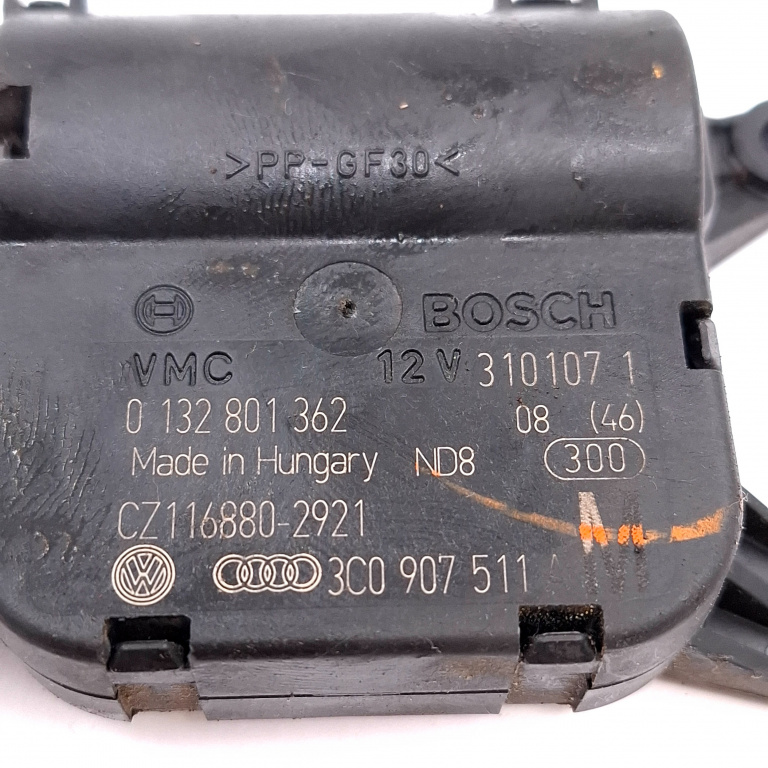 >PP-GF30<
BOSCH
VMC 12V 310107 1
0 132 801 362 08 (46)
Made in Hungary ND8 300
CZ116880-2921
3C0 907 511 A